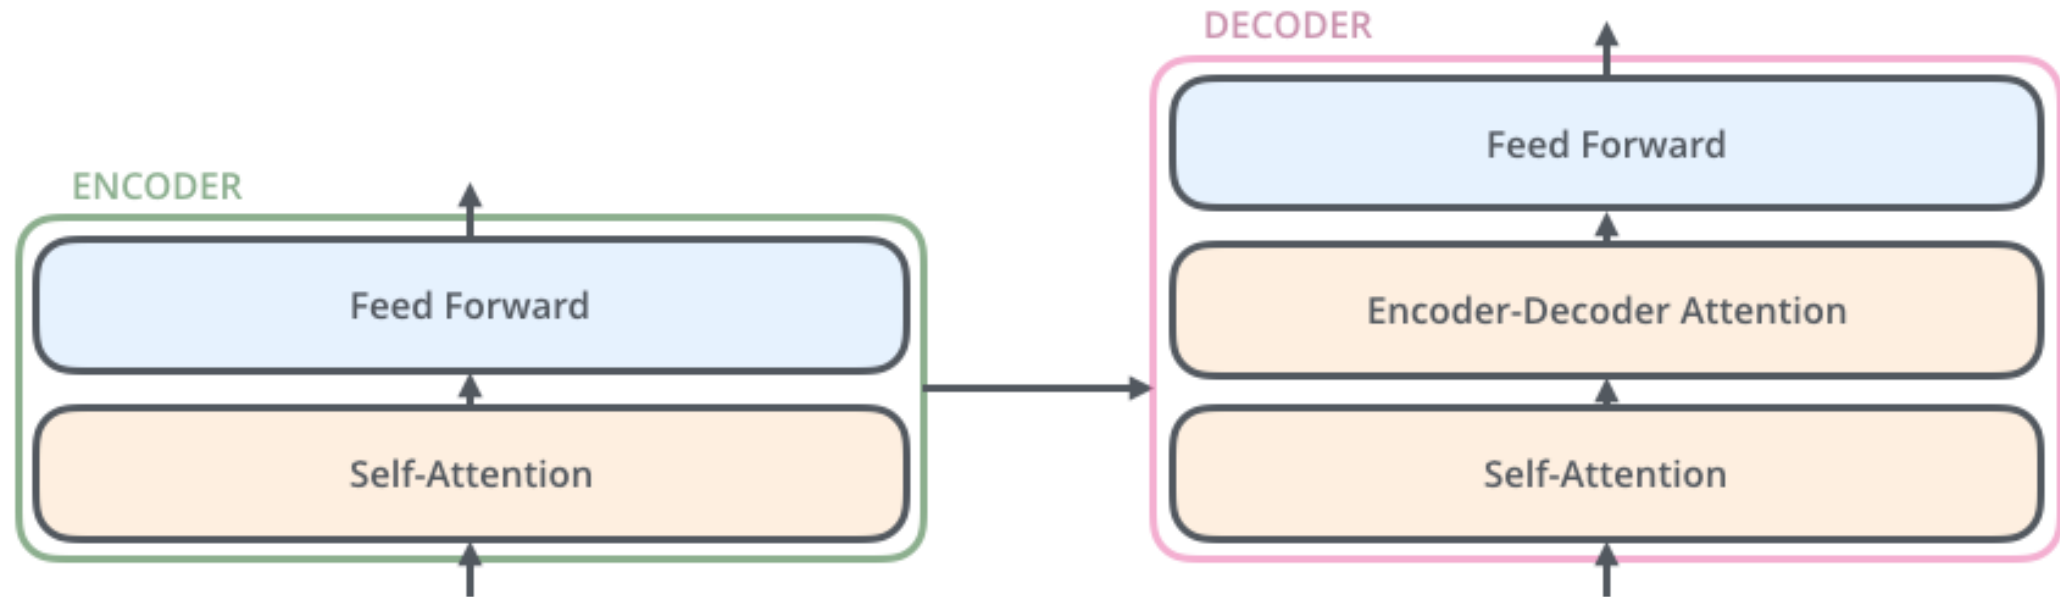 ENCODER
Feed Forward
Self-Attention
DECODER
Feed Forward
Encoder-Decoder Attention
Self-Attention